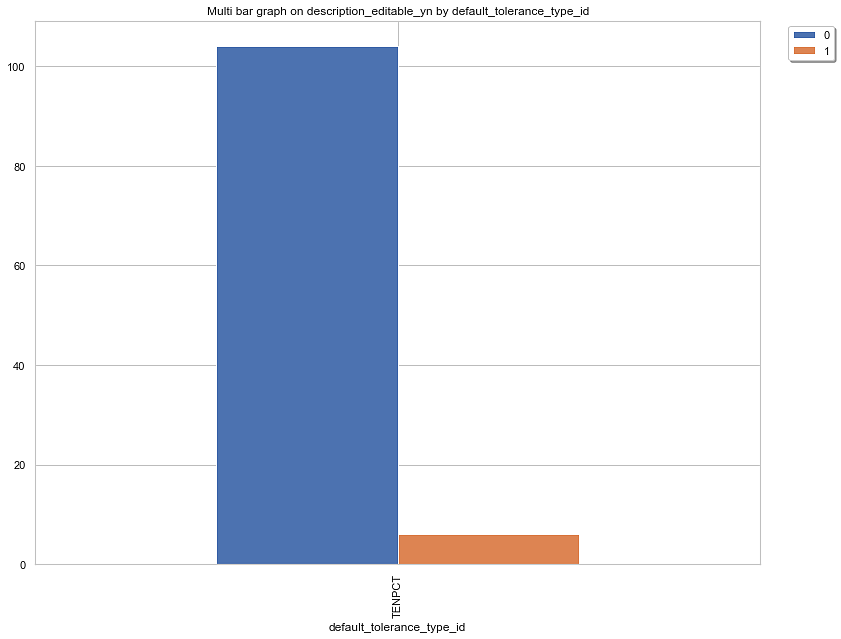 Multi bar graph on description_editable_yn by default_tolerance_type_id
0
1
100
80
60
40
20
0
TENPCT
default_tolerance_type_id